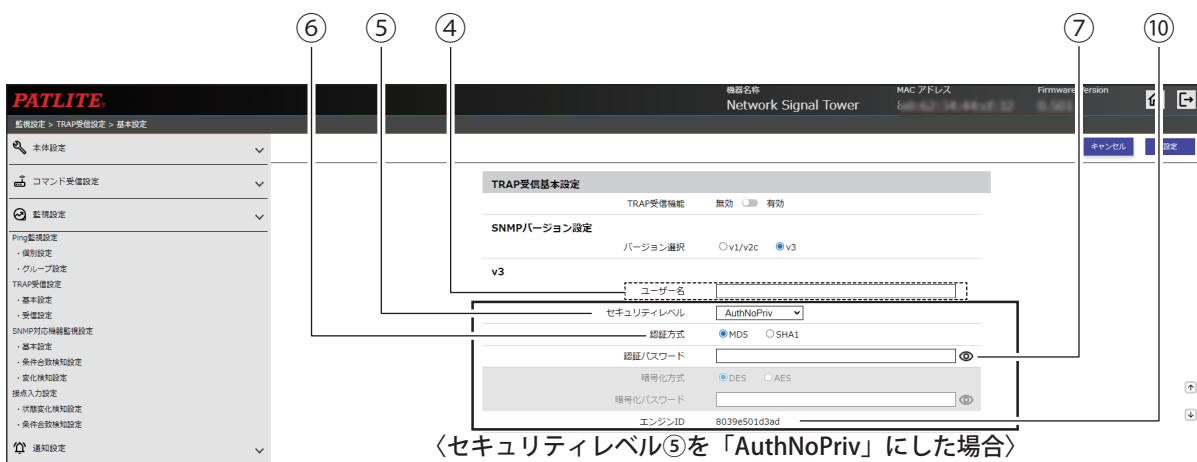 ⑥ ⑤ ④ ⑦ ⑩
PATLITE
機器名称 MAC アドレス Firmware Version
Network Signal Tower
監視設定 > TRAP受信設定 > 基本設定
本体設定
キャンセル 設定
コマンド受信設定
監視設定
Ping監視設定
・個別設定
・グループ設定
TRAP受信設定
・基本設定
・受信設定
SNMP対応機器監視設定
・基本設定
・条件合致検知設定
・変化検知設定
接点入力設定
・状態変化検知設定
・条件合致検知設定
通知設定
TRAP受信基本設定
TRAP受信機能 無効 有効
SNMPバージョン設定
バージョン選択 v1/v2c v3
v3
ユーザー名
セキュリティレベル AuthNoPriv
認証方式 MD5 SHA1
認証パスワード
暗号化方式 DES AES
暗号化パスワード
エンジンID 8039e501d3ad
〈セキュリティレベル⑤を「AuthNoPriv」にした場合〉